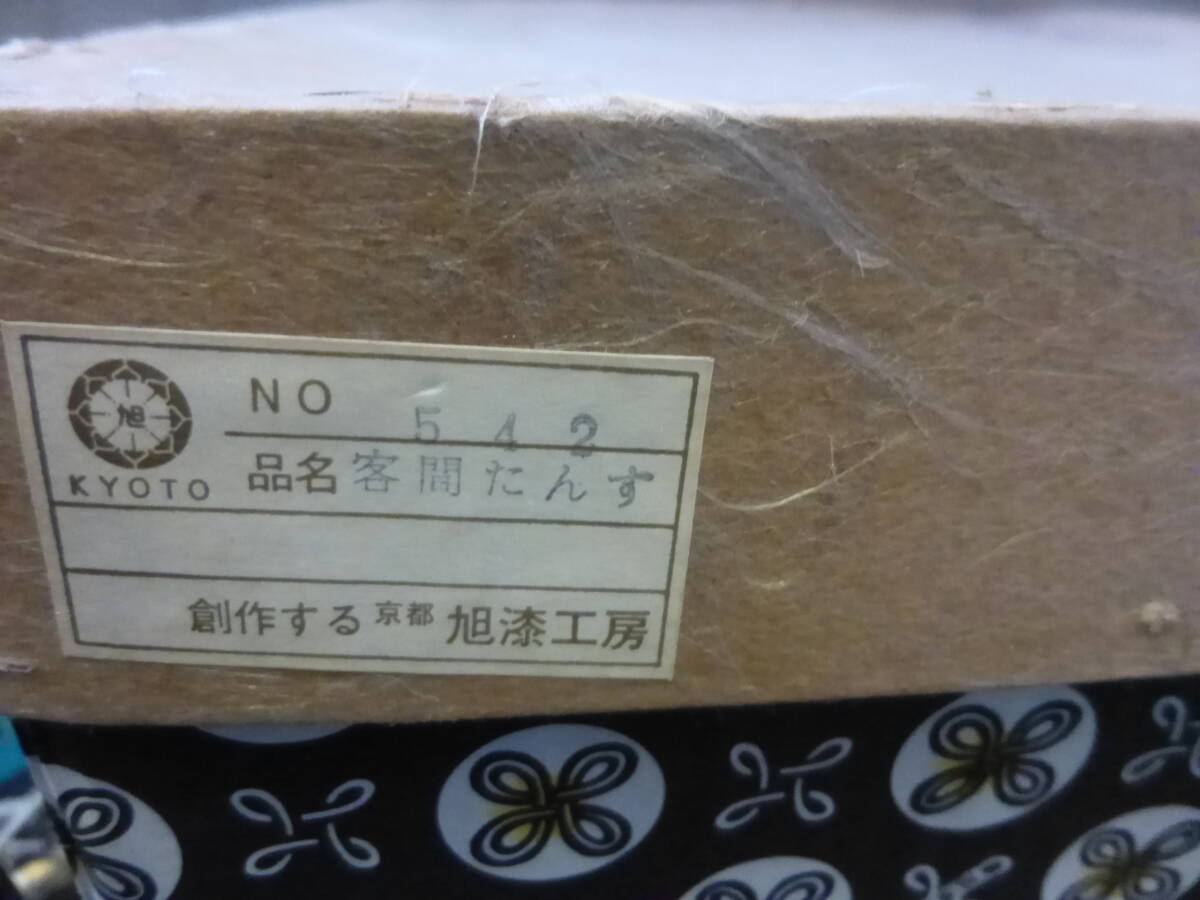 旭
KYOTO
NO 542
品名 客間たんす
創作する 京都 旭漆工房